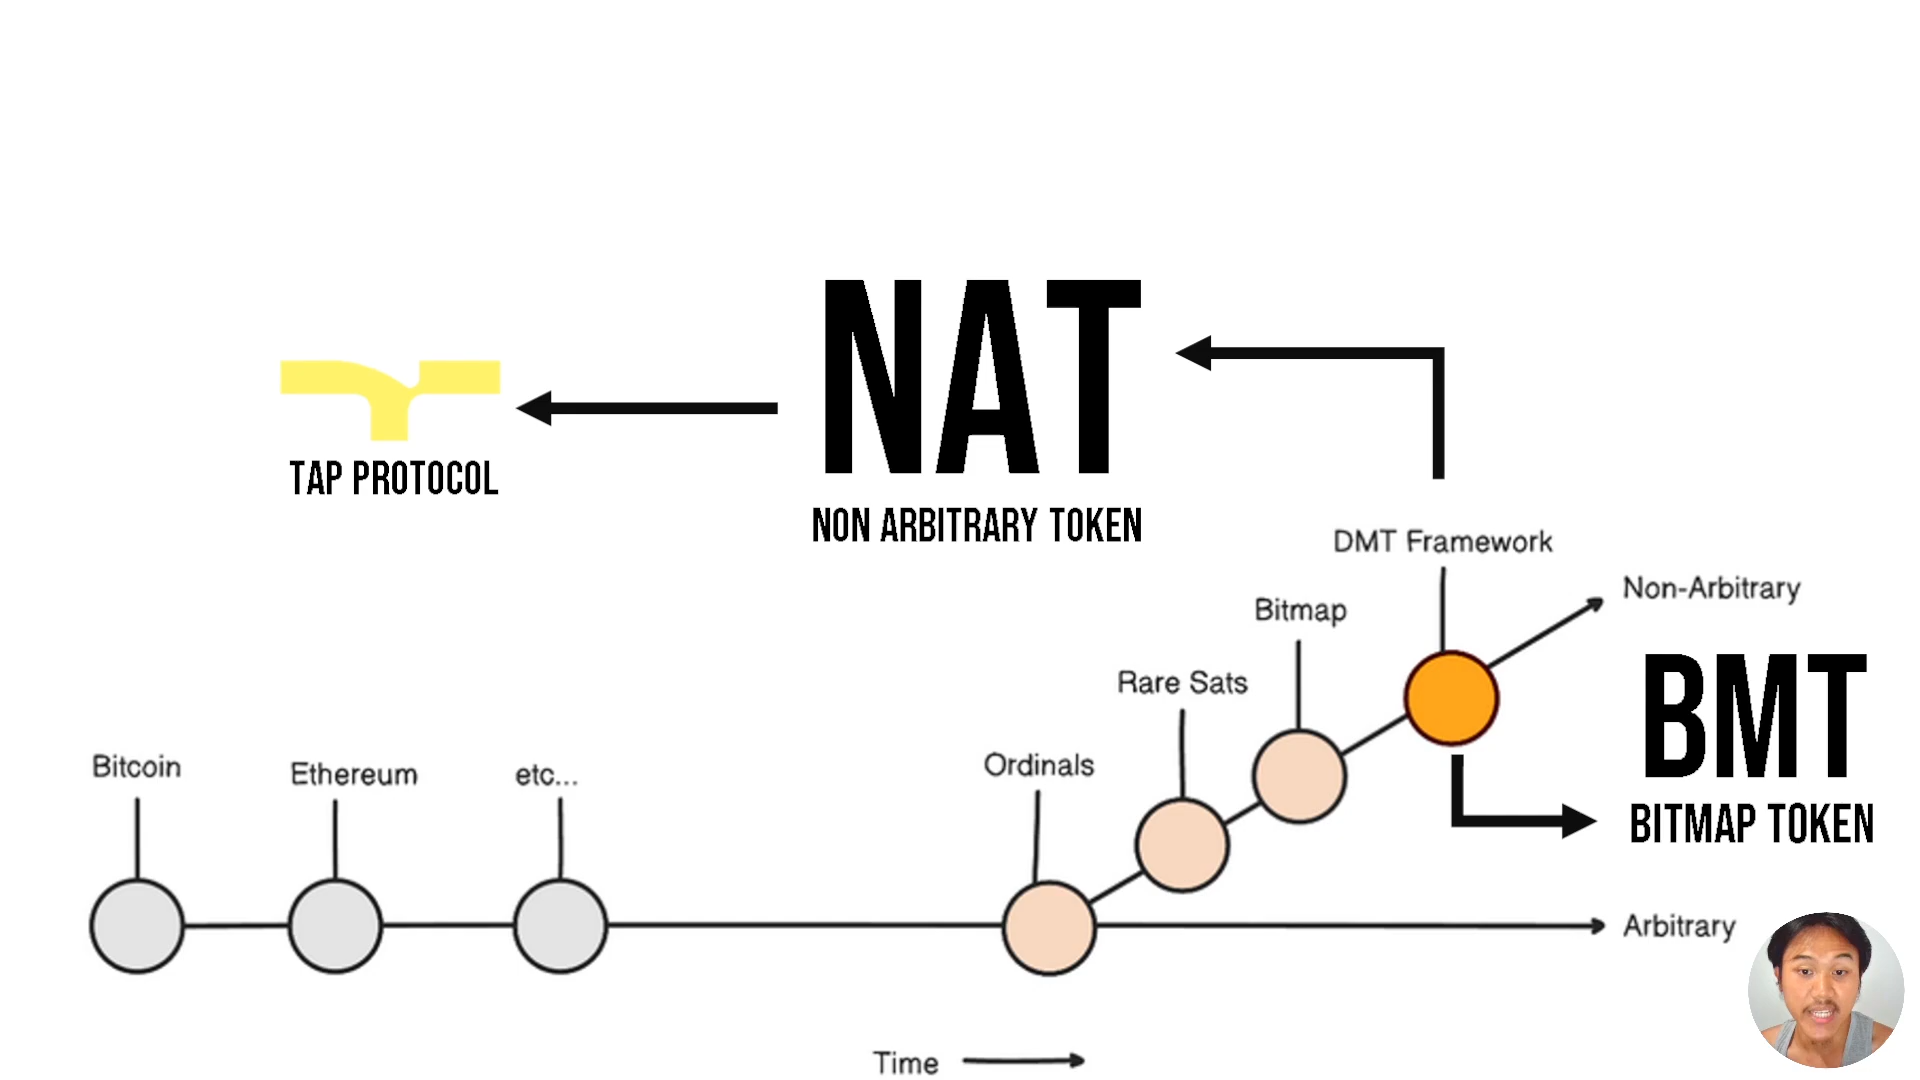 NAT
TAP PROTOCOL
NON ARBITRARY TOKEN
DMT Framework
Non-Arbitrary
Bitmap
BMT
Rare Sats
BITMAP TOKEN
Bitcoin
Ethereum
etc...
Ordinals
Arbitrary
Time